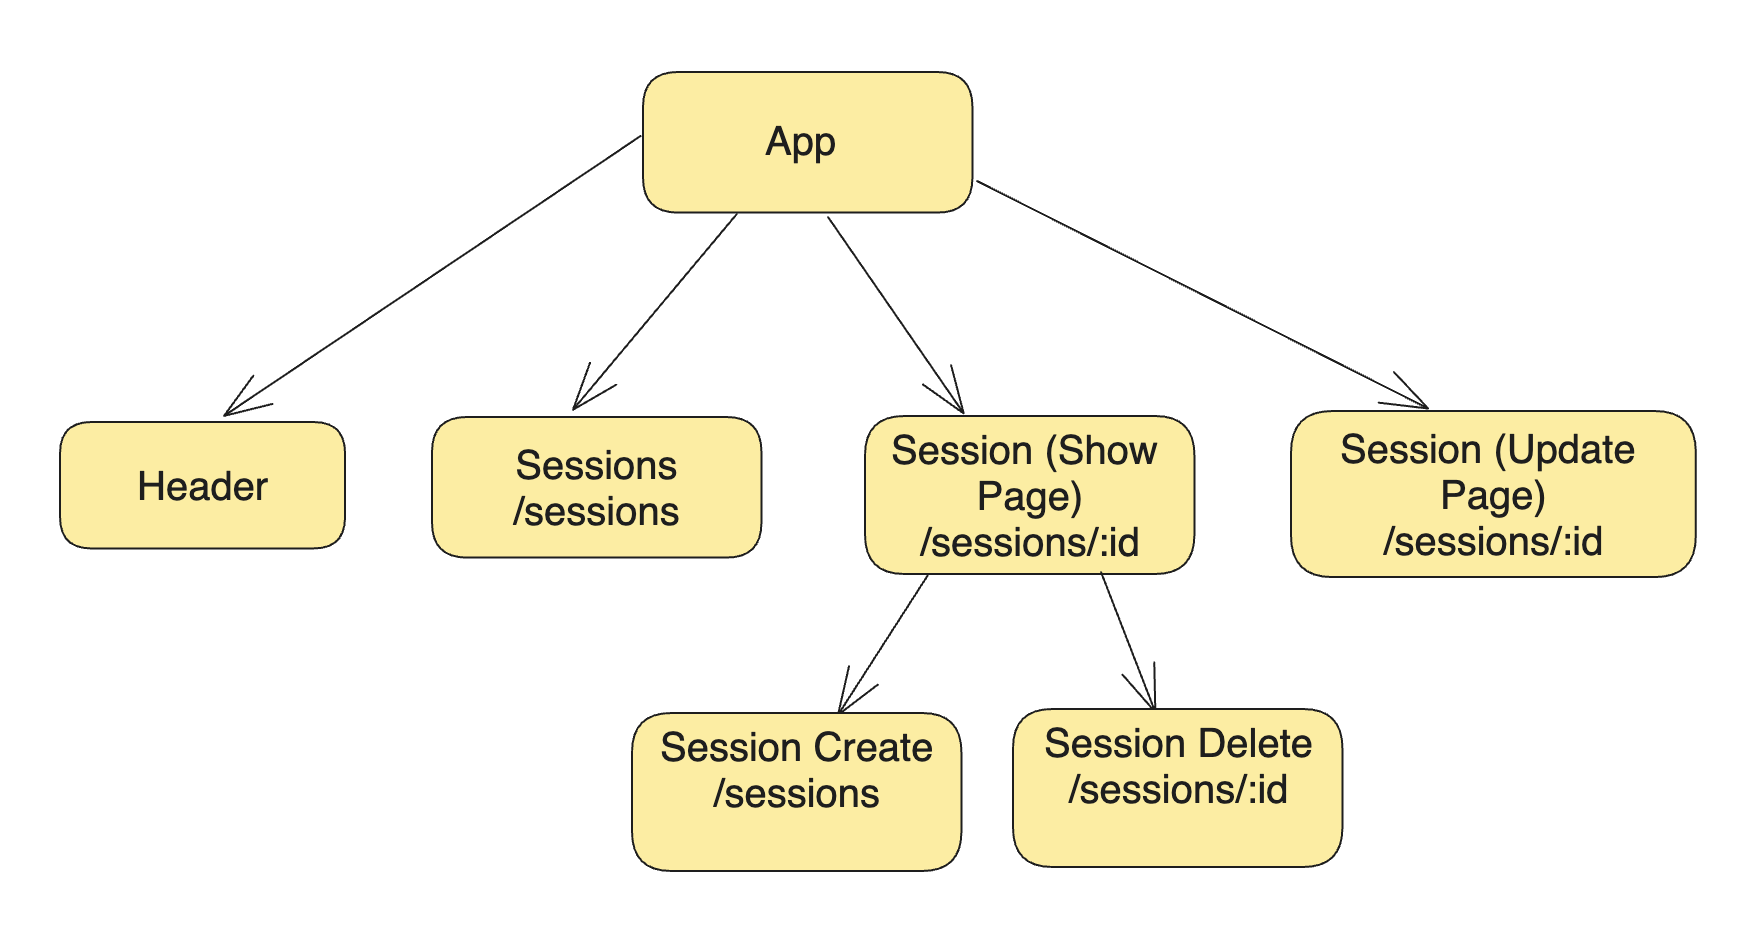 App
Header
Sessions
/sessions
Session (Show
Page)
/sessions/:id
Session (Update
Page)
/sessions/:id
Session Create
/sessions
Session Delete
/sessions/:id